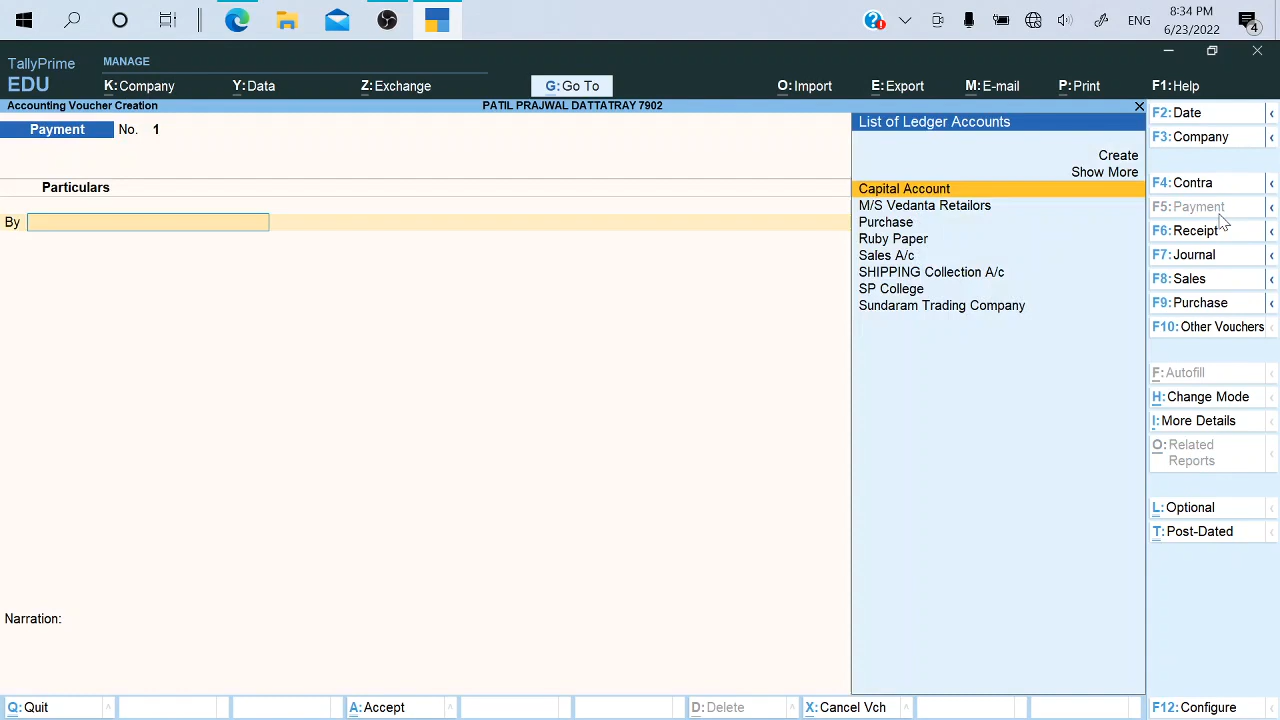 8:34 PM
ENG
6/23/2022
4
TallyPrime
MANAGE
EDU
K:Company
Y:Data
Z:Exchange
G:Go To
O:Import
E:Export
M:E-mail
P:Print
F1:Help
Accounting Voucher Creation
PATIL PRAJWAL DATTATRAY 7902
Payment No. 1
Particulars
By
Narration:
List of Ledger Accounts
Create
Show More
Capital Account
M/S Vedanta Retailors
Purchase
Ruby Paper
Sales A/c
SHIPPING Collection A/c
SP College
Sundaram Trading Company
F2:Date
F3:Company
F4:Contra
F5:Payment
F6:Receipt
F7:Journal
F8:Sales
F9:Purchase
F10:Other Vouchers
F:Autofill
H:Change Mode
I:More Details
O:Related
Reports
L:Optional
T:Post-Dated
Q:Quit
A:Accept
D:Delete
X:Cancel Vch
F12:Configure